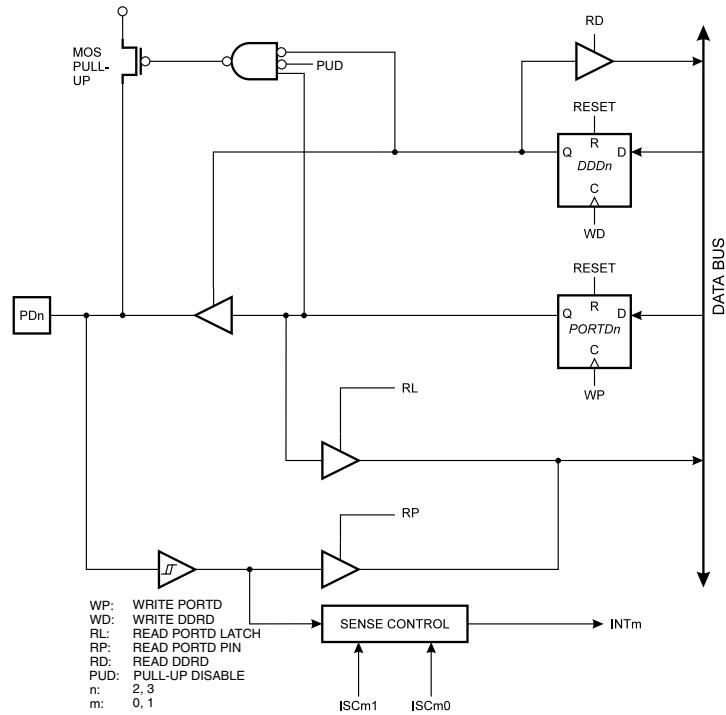 RD
MOS
PULL-
UP
PUD
RESET
R
Q D
DDDn
C
WD
DATA BUS
RESET
R
PDn
Q D
PORTDn
C
WP
RL
RP
WP: WRITE PORTD
WD: WRITE DDRD
RL: READ PORTD LATCH
RP: READ PORTD PIN
RD: READ DDRD
PUD: PULL-UP DISABLE
n: 2, 3
m: 0, 1
SENSE CONTROL
INTm
ISCm1 ISCm0